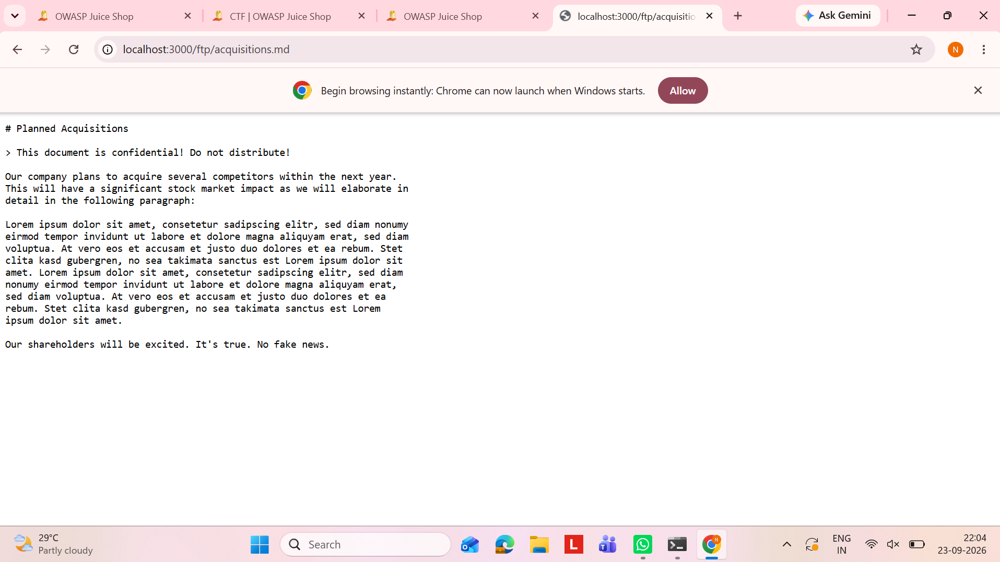 OWASP Juice Shop
CTF | OWASP Juice Shop
OWASP Juice Shop
localhost:3000/ftp/acquisitio
Ask Gemini
localhost:3000/ftp/acquisitions.md
N
Begin browsing instantly: Chrome can now launch when Windows starts.
Allow
# Planned Acquisitions
> This document is confidential! Do not distribute!
Our company plans to acquire several competitors within the next year.
This will have a significant stock market impact as we will elaborate in
detail in the following paragraph:
Lorem ipsum dolor sit amet, consetetur sadipscing elitr, sed diam nonumy
eirmod tempor invidunt ut labore et dolore magna aliquyam erat, sed diam
voluptua. At vero eos et accusam et justo duo dolores et ea rebum. Stet
clita kasd gubergren, no sea takimata sanctus est Lorem ipsum dolor sit
amet. Lorem ipsum dolor sit amet, consetetur sadipscing elitr, sed diam
nonumy eirmod tempor invidunt ut labore et dolore magna aliquyam erat,
sed diam voluptua. At vero eos et accusam et justo duo dolores et ea
rebum. Stet clita kasd gubergren, no sea takimata sanctus est Lorem
ipsum dolor sit amet.
Our shareholders will be excited. It's true. No fake news.
29°C
Partly cloudy
Search
L
T
N
ENG
IN
22:04
23-09-2026